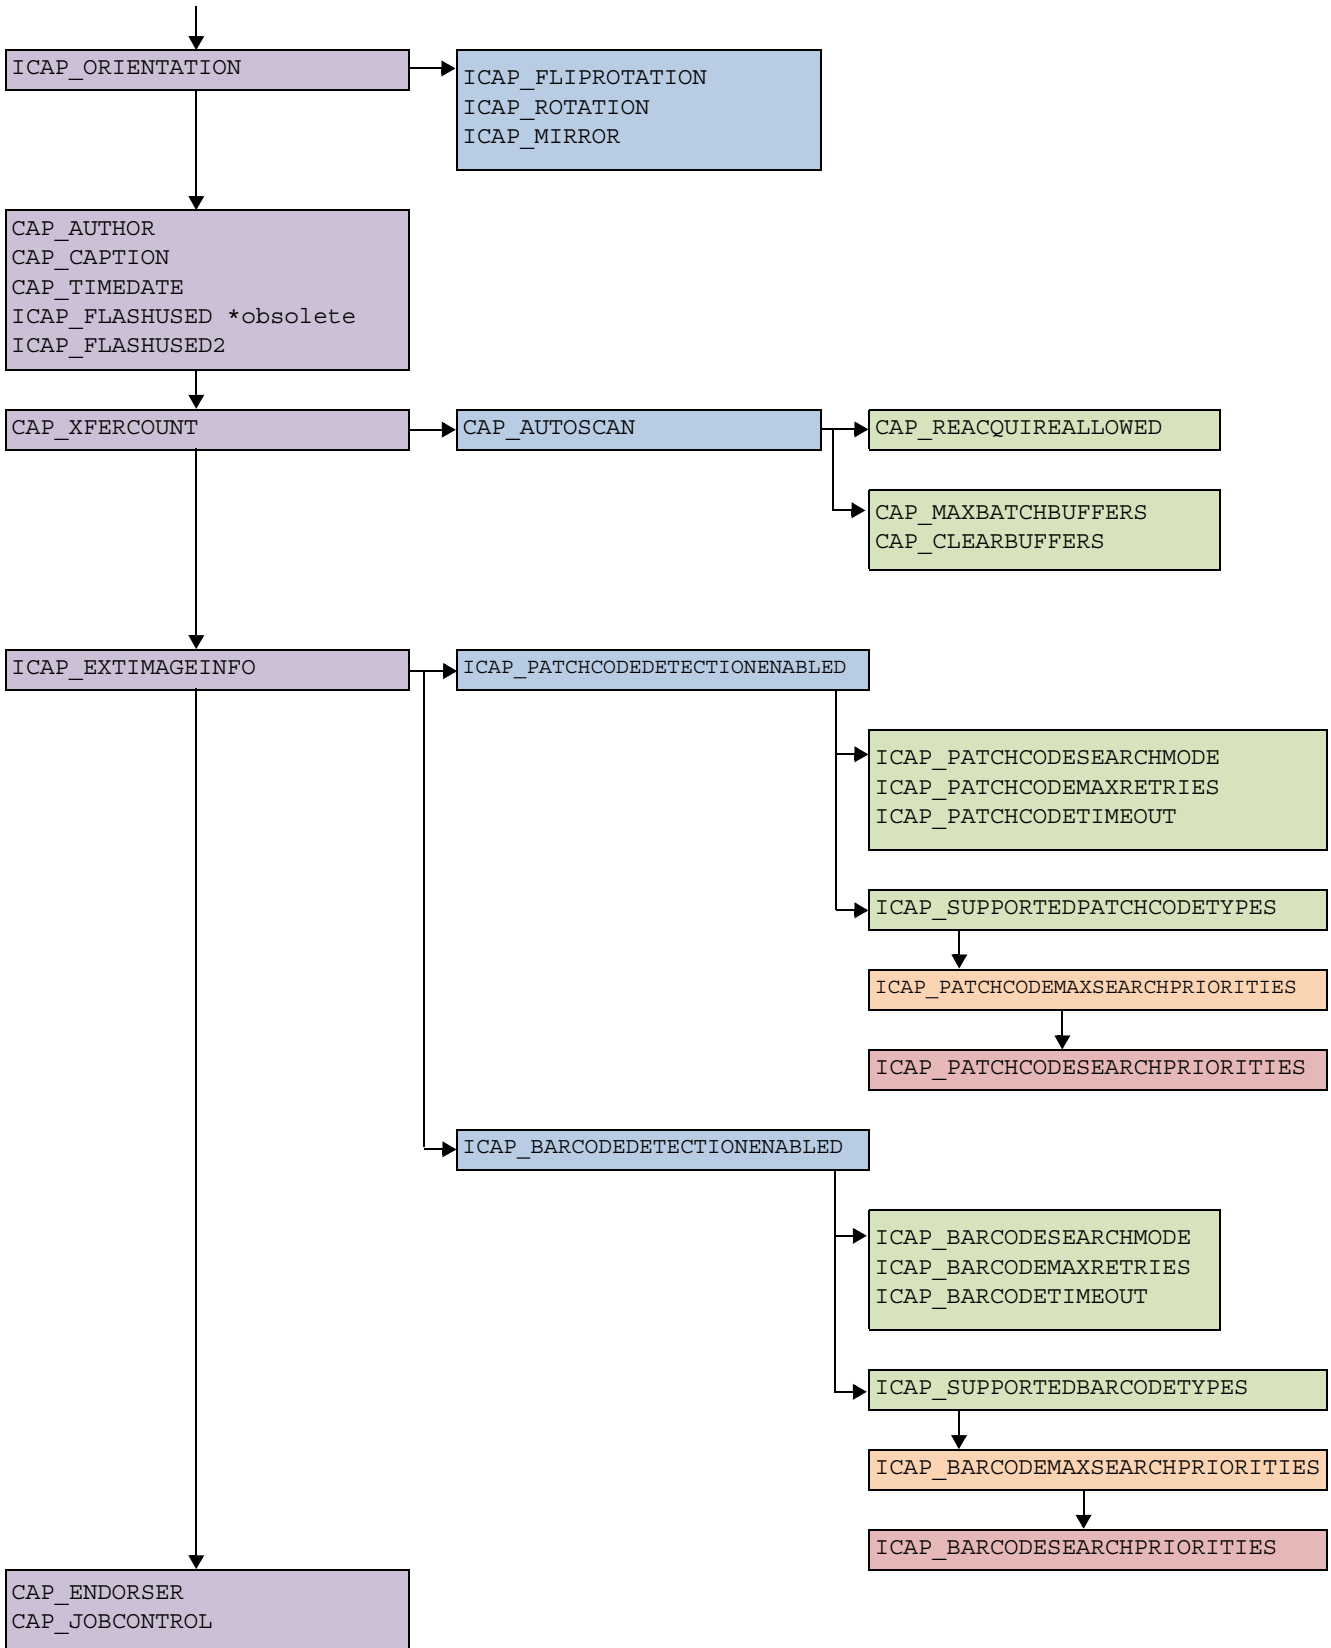 ICAP_ORIENTATION
ICAP_FLIPROTATION
ICAP_ROTATION
ICAP_MIRROR
CAP_AUTHOR
CAP_CAPTION
CAP_TIMEDATE
ICAP_FLASHUSED *obsolete
ICAP_FLASHUSED2
CAP_XFERCOUNT
CAP_AUTOSCAN
CAP_REACQUIREALLOWED
CAP_MAXBATCHBUFFERS
CAP_CLEARBUFFERS
ICAP_EXTIMAGEINFO
ICAP_PATCHCODEDETECTIONENABLED
ICAP_PATCHCODESEARCHMODE
ICAP_PATCHCODEMAXRETRIES
ICAP_PATCHCODETIMEOUT
ICAP_SUPPORTEDPATCHCODETYPES
ICAP_PATCHCODEMAXSEARCHPRIORITIES
ICAP_PATCHCODESEARCHPRIORITIES
ICAP_BARCODEDETECTIONENABLED
ICAP_BARCODESEARCHMODE
ICAP_BARCODEMAXRETRIES
ICAP_BARCODETIMEOUT
ICAP_SUPPORTEDBARCODETYPES
ICAP_BARCODEMAXSEARCHPRIORITIES
ICAP_BARCODESEARCHPRIORITIES
CAP_ENDORSER
CAP_JOBCONTROL